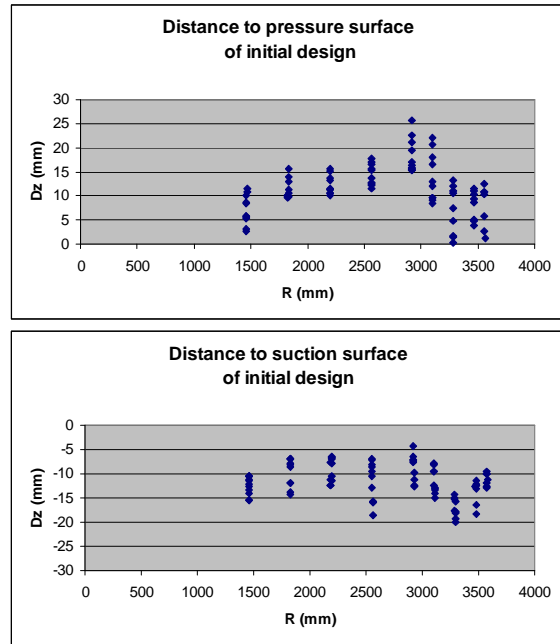 Distance to pressure surface
of initial design
30
25
20
15
10
5
0
Dz (mm)
0 500 1000 1500 2000 2500 3000 3500 4000
R (mm)
Distance to suction surface
of initial design
0
-5
-10
-15
-20
-25
-30
Dz (mm)
0 500 1000 1500 2000 2500 3000 3500 4000
R (mm)